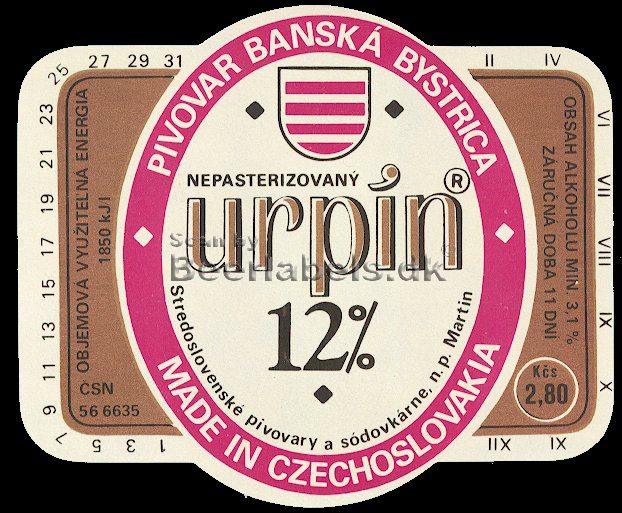 PIVOVAR BANSKÁ BYSTRICA
NEPASTERIZOVANÝ
urpín ®
Scan by
BeerLabels.dk
12%
Stredoslovenské pivovary a sódovkárne, n. p. Martin
MADE IN CZECHOSLOVAKIA
OBJEMOVÁ VYUŽITEĽNÁ ENERGIA
1850 kJ l
ČSN
56 6635
OBSAH ALKOHOLU MIN. 3,1 %
ZÁRUČNÁ DOBA 11 DNÍ
Kčs
2,80
1 3 5 7 9 11 13 15 17 19 21 23 25 27 29 31
II IV VI VII VIII IX X XI XII